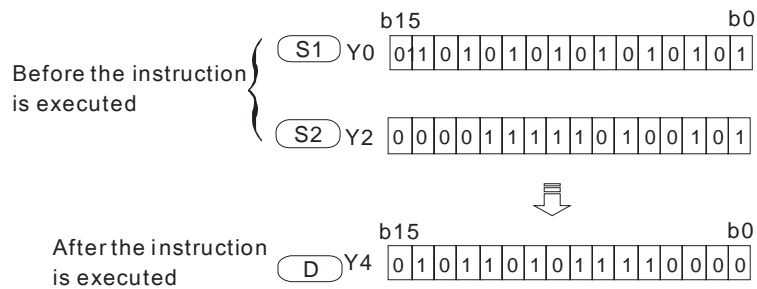 b15 b0
S1 Y0 0 1 0 1 0 1 0 1 0 1 0 1 0 1 0 1
Before the instruction
is executed
S2 Y2 0 0 0 0 1 1 1 1 1 0 1 0 0 1 0 1
b15 b0
After the instruction
is executed
D Y4 0 1 0 1 1 0 1 0 1 1 1 1 0 0 0 0